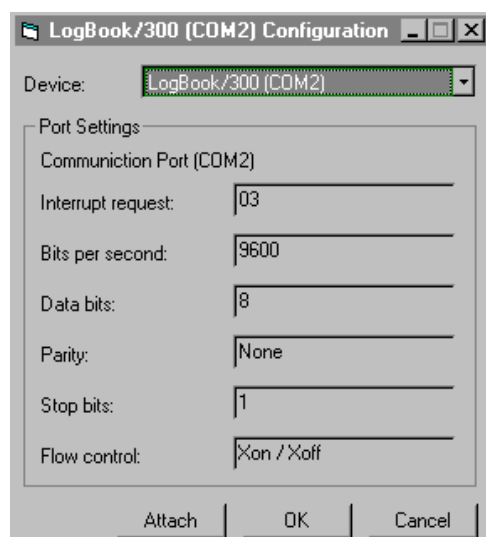 LogBook/300 (COM2) Configuration
Device: LogBook/300 (COM2)
Port Settings
Communiction Port (COM2)
Interrupt request: 03
Bits per second: 9600
Data bits: 8
Parity: None
Stop bits: 1
Flow control: Xon / Xoff
Attach OK Cancel